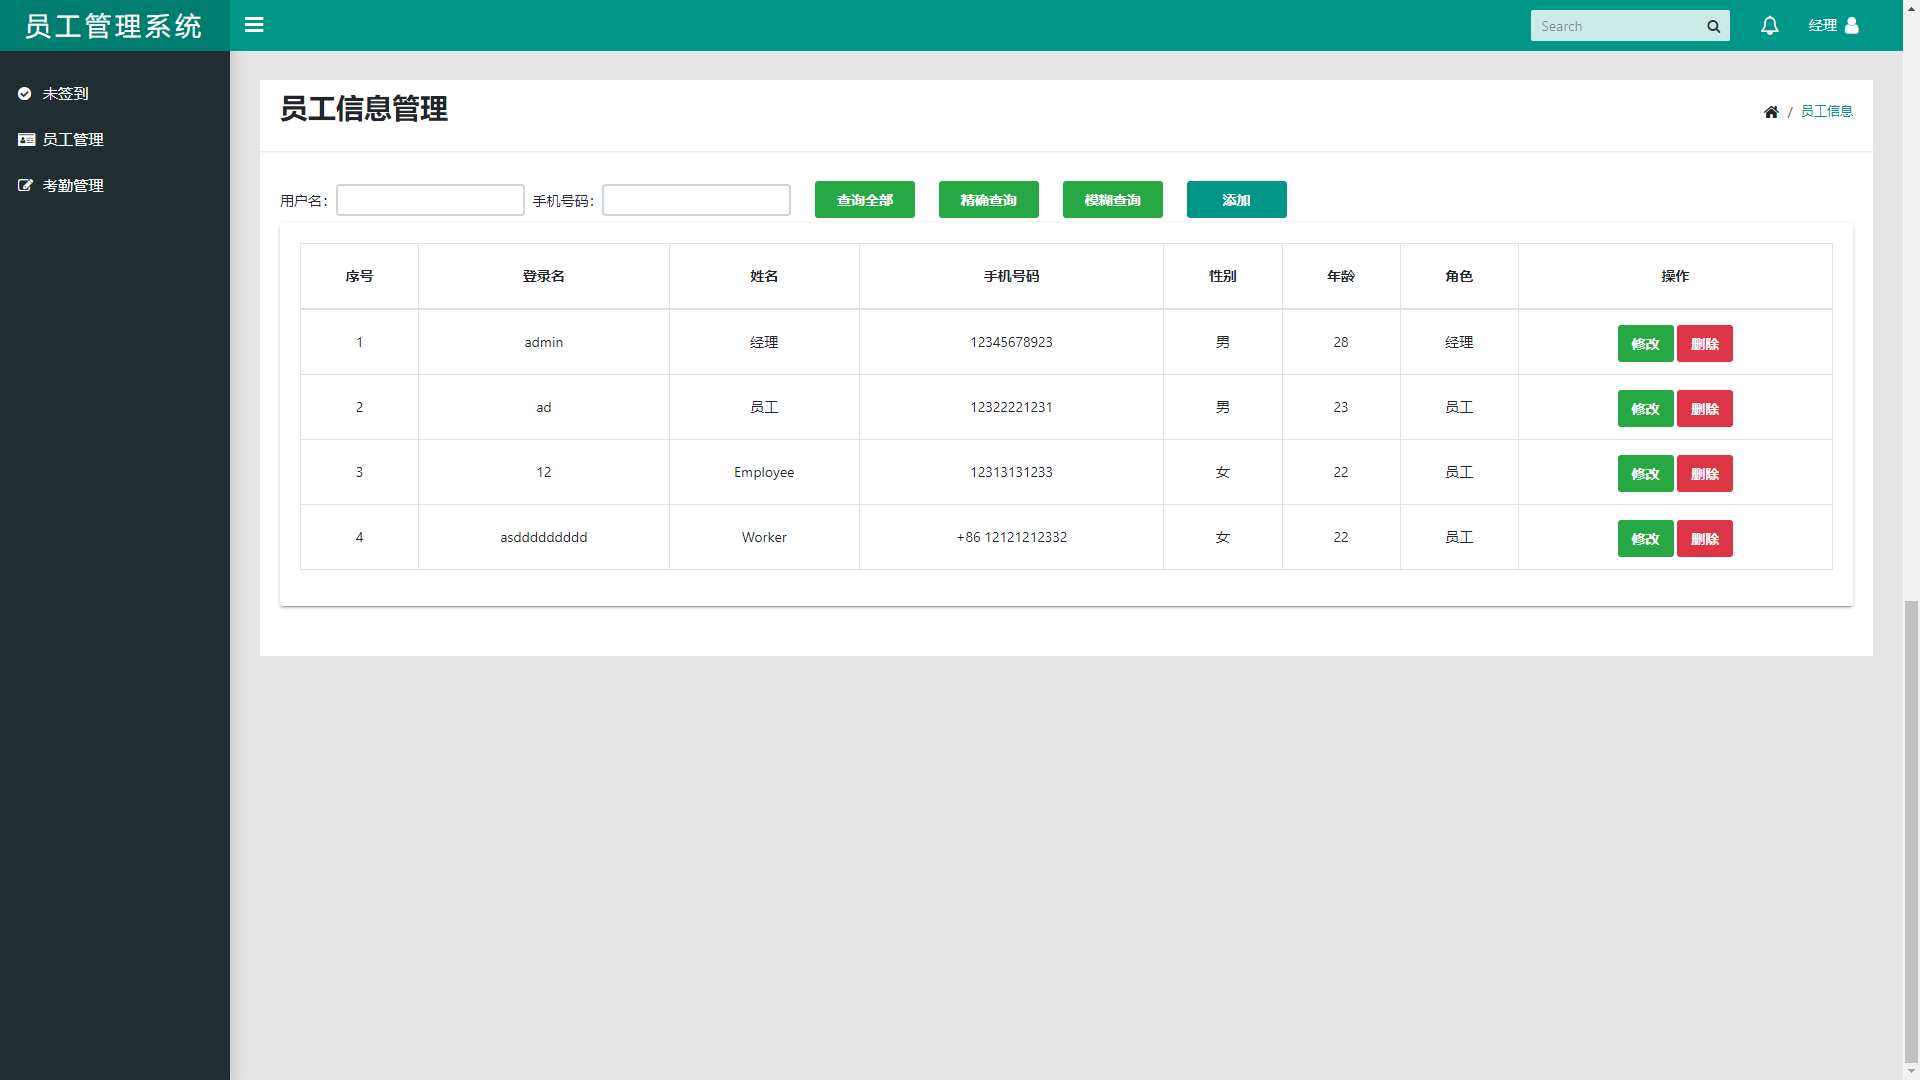 员工管理系统
Search
经理
未签到
员工管理
考勤管理
员工信息管理
/ 员工信息
用户名： 手机号码： 查询全部 精确查询 模糊查询 添加
序号 登录名 姓名 手机号码 性别 年龄 角色 操作
1 admin 经理 12345678923 男 28 经理 修改 删除
2 ad 员工 12322221231 男 23 员工 修改 删除
3 12 Employee 12313131233 女 22 员工 修改 删除
4 asddddddddd Worker +86 12121212332 女 22 员工 修改 删除